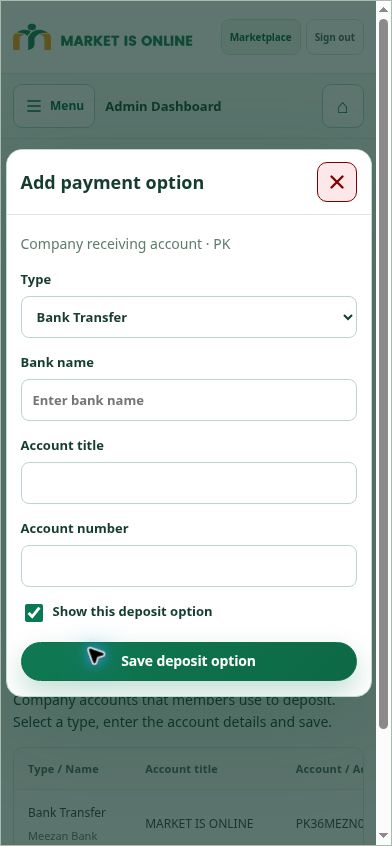 MARKET IS ONLINE
Marketplace
Sign out
Menu
Admin Dashboard
Add payment option
Company receiving account · PK
Type
Bank Transfer
Bank name
Enter bank name
Account title
Account number
Show this deposit option
Save deposit option
Company accounts that members use to deposit.
Select a type, enter the account details and save.
Type / Name Account title Account /
Bank Transfer
Meezan Bank
MARKET IS ONLINE
PK36MEZN0